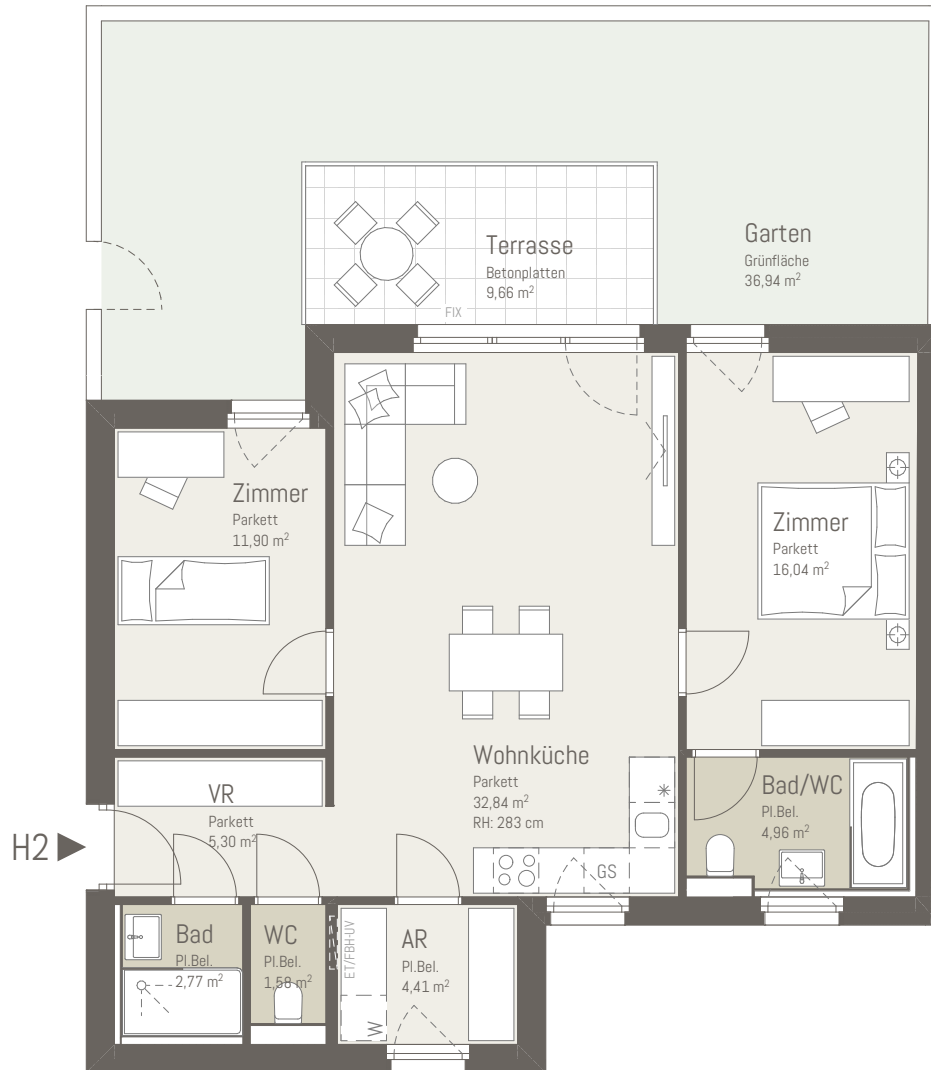 Garten
Grünfläche
36,94 m²
Terrasse
Betonplatten
9,66 m²
FIX
Zimmer
Parkett
11,90 m²
Zimmer
Parkett
16,04 m²
Wohnküche
Parkett
32,84 m²
RH: 283 cm
VR
Parkett
5,30 m²
Bad/WC
Pl.Bel.
4,96 m²
H2
GS
Bad
Pl.Bel.
2,77 m²
WC
Pl.Bel.
1,58 m²
ET/FBH-UV
AR
Pl.Bel.
4,41 m²
W